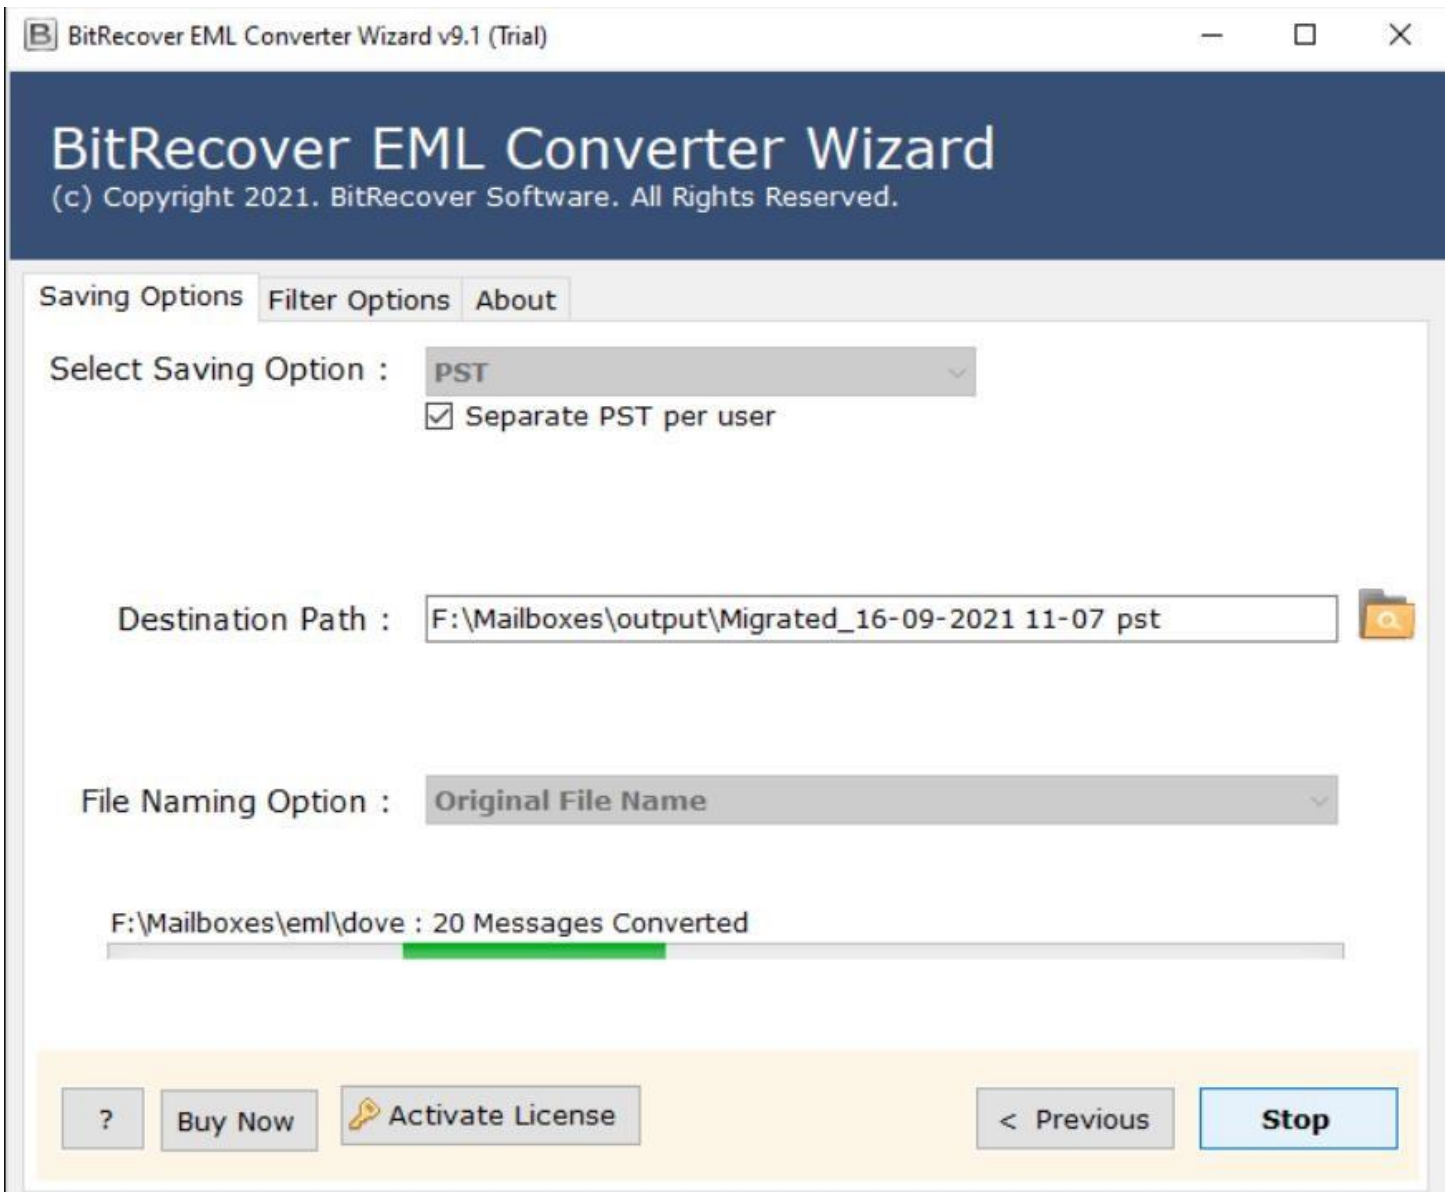 B BitRecover EML Converter Wizard v9.1 (Trial)
BitRecover EML Converter Wizard
(c) Copyright 2021. BitRecover Software. All Rights Reserved.
Saving Options Filter Options About
Select Saving Option : PST
Separate PST per user
Destination Path : F:\Mailboxes\output\Migrated_16-09-2021 11-07 pst
File Naming Option : Original File Name
F:\Mailboxes\eml\dove : 20 Messages Converted
? Buy Now Activate License < Previous Stop